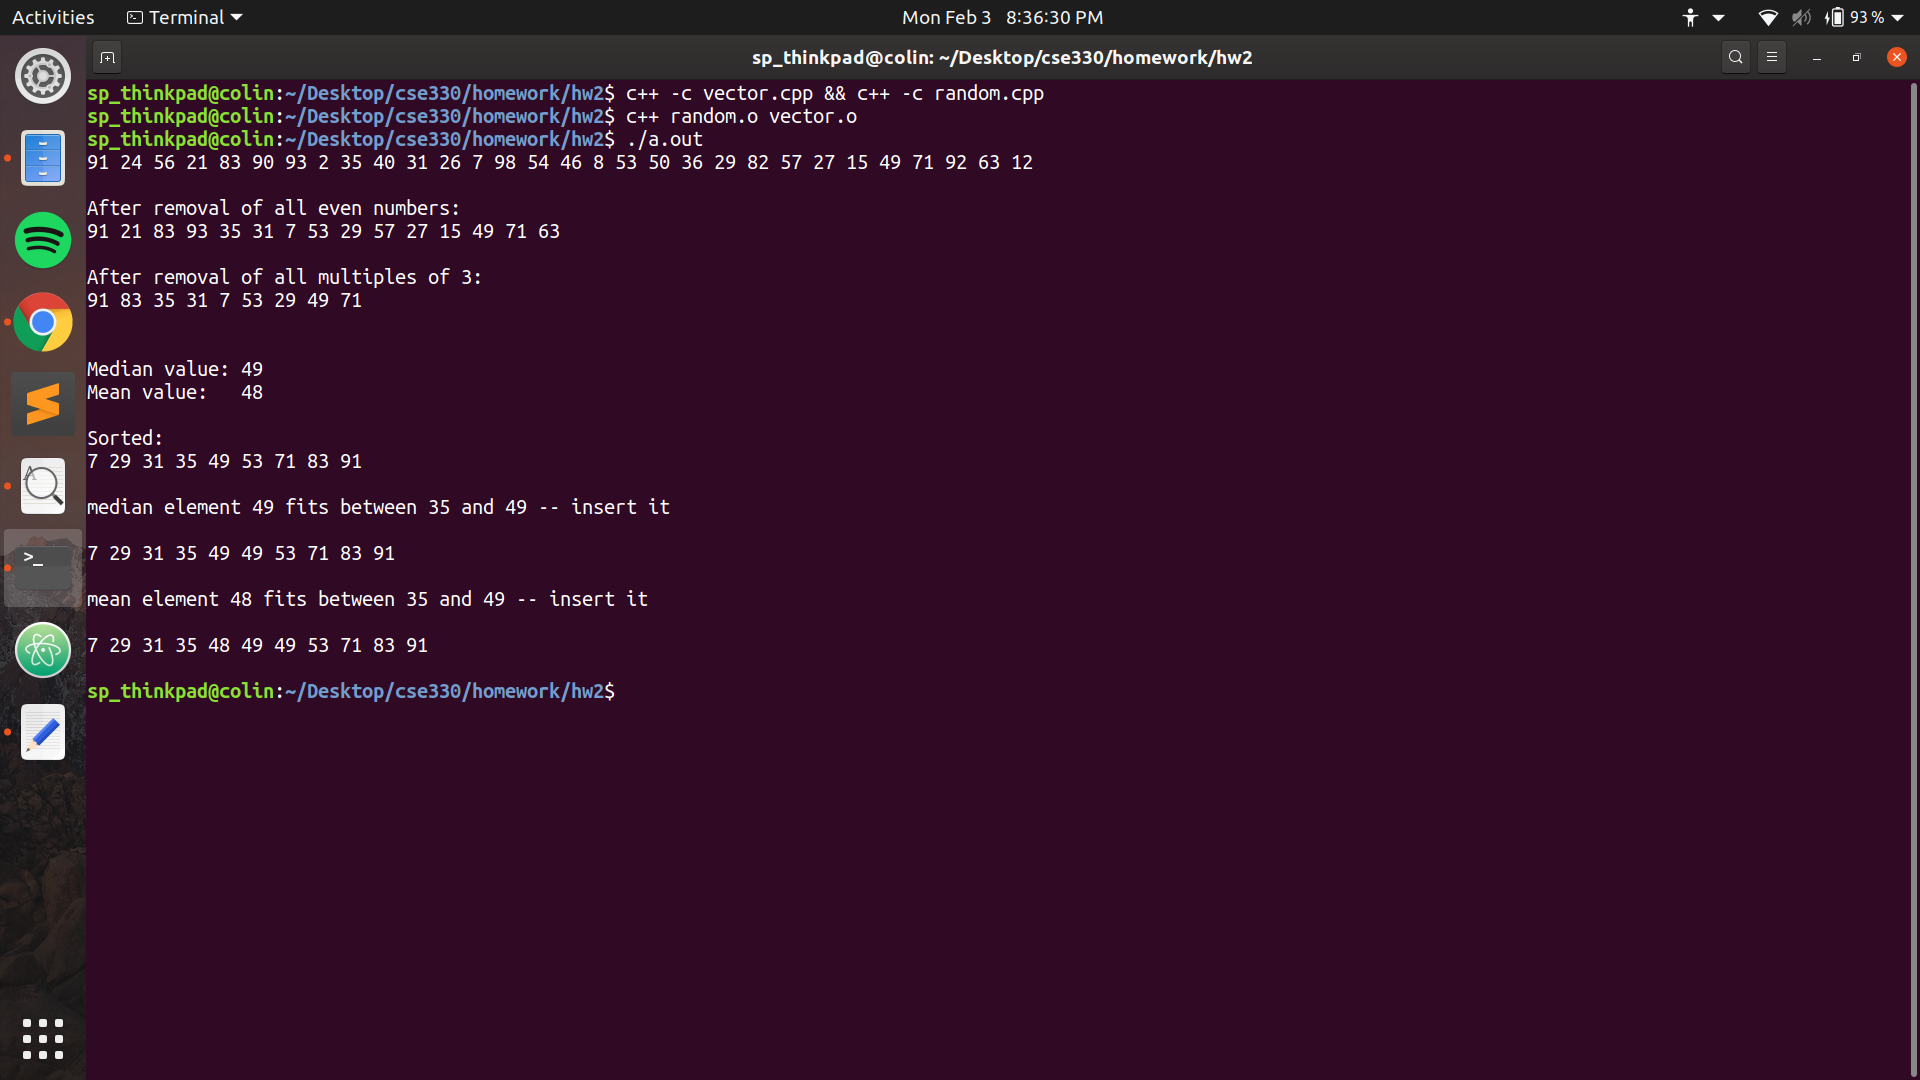 Activities Terminal Mon Feb 3 8:36:30 PM 93 %
sp_thinkpad@colin: ~/Desktop/cse330/homework/hw2
sp_thinkpad@colin:~/Desktop/cse330/homework/hw2$ c++ -c vector.cpp && c++ -c random.cpp
sp_thinkpad@colin:~/Desktop/cse330/homework/hw2$ c++ random.o vector.o
sp_thinkpad@colin:~/Desktop/cse330/homework/hw2$ ./a.out
91 24 56 21 83 90 93 2 35 40 31 26 7 98 54 46 8 53 50 36 29 82 57 27 15 49 71 92 63 12
After removal of all even numbers:
91 21 83 93 35 31 7 53 29 57 27 15 49 71 63
After removal of all multiples of 3:
91 83 35 31 7 53 29 49 71
Median value: 49
Mean value:   48
Sorted:
7 29 31 35 49 53 71 83 91
median element 49 fits between 35 and 49 -- insert it
7 29 31 35 49 49 53 71 83 91
mean element 48 fits between 35 and 49 -- insert it
7 29 31 35 48 49 49 53 71 83 91
sp_thinkpad@colin:~/Desktop/cse330/homework/hw2$